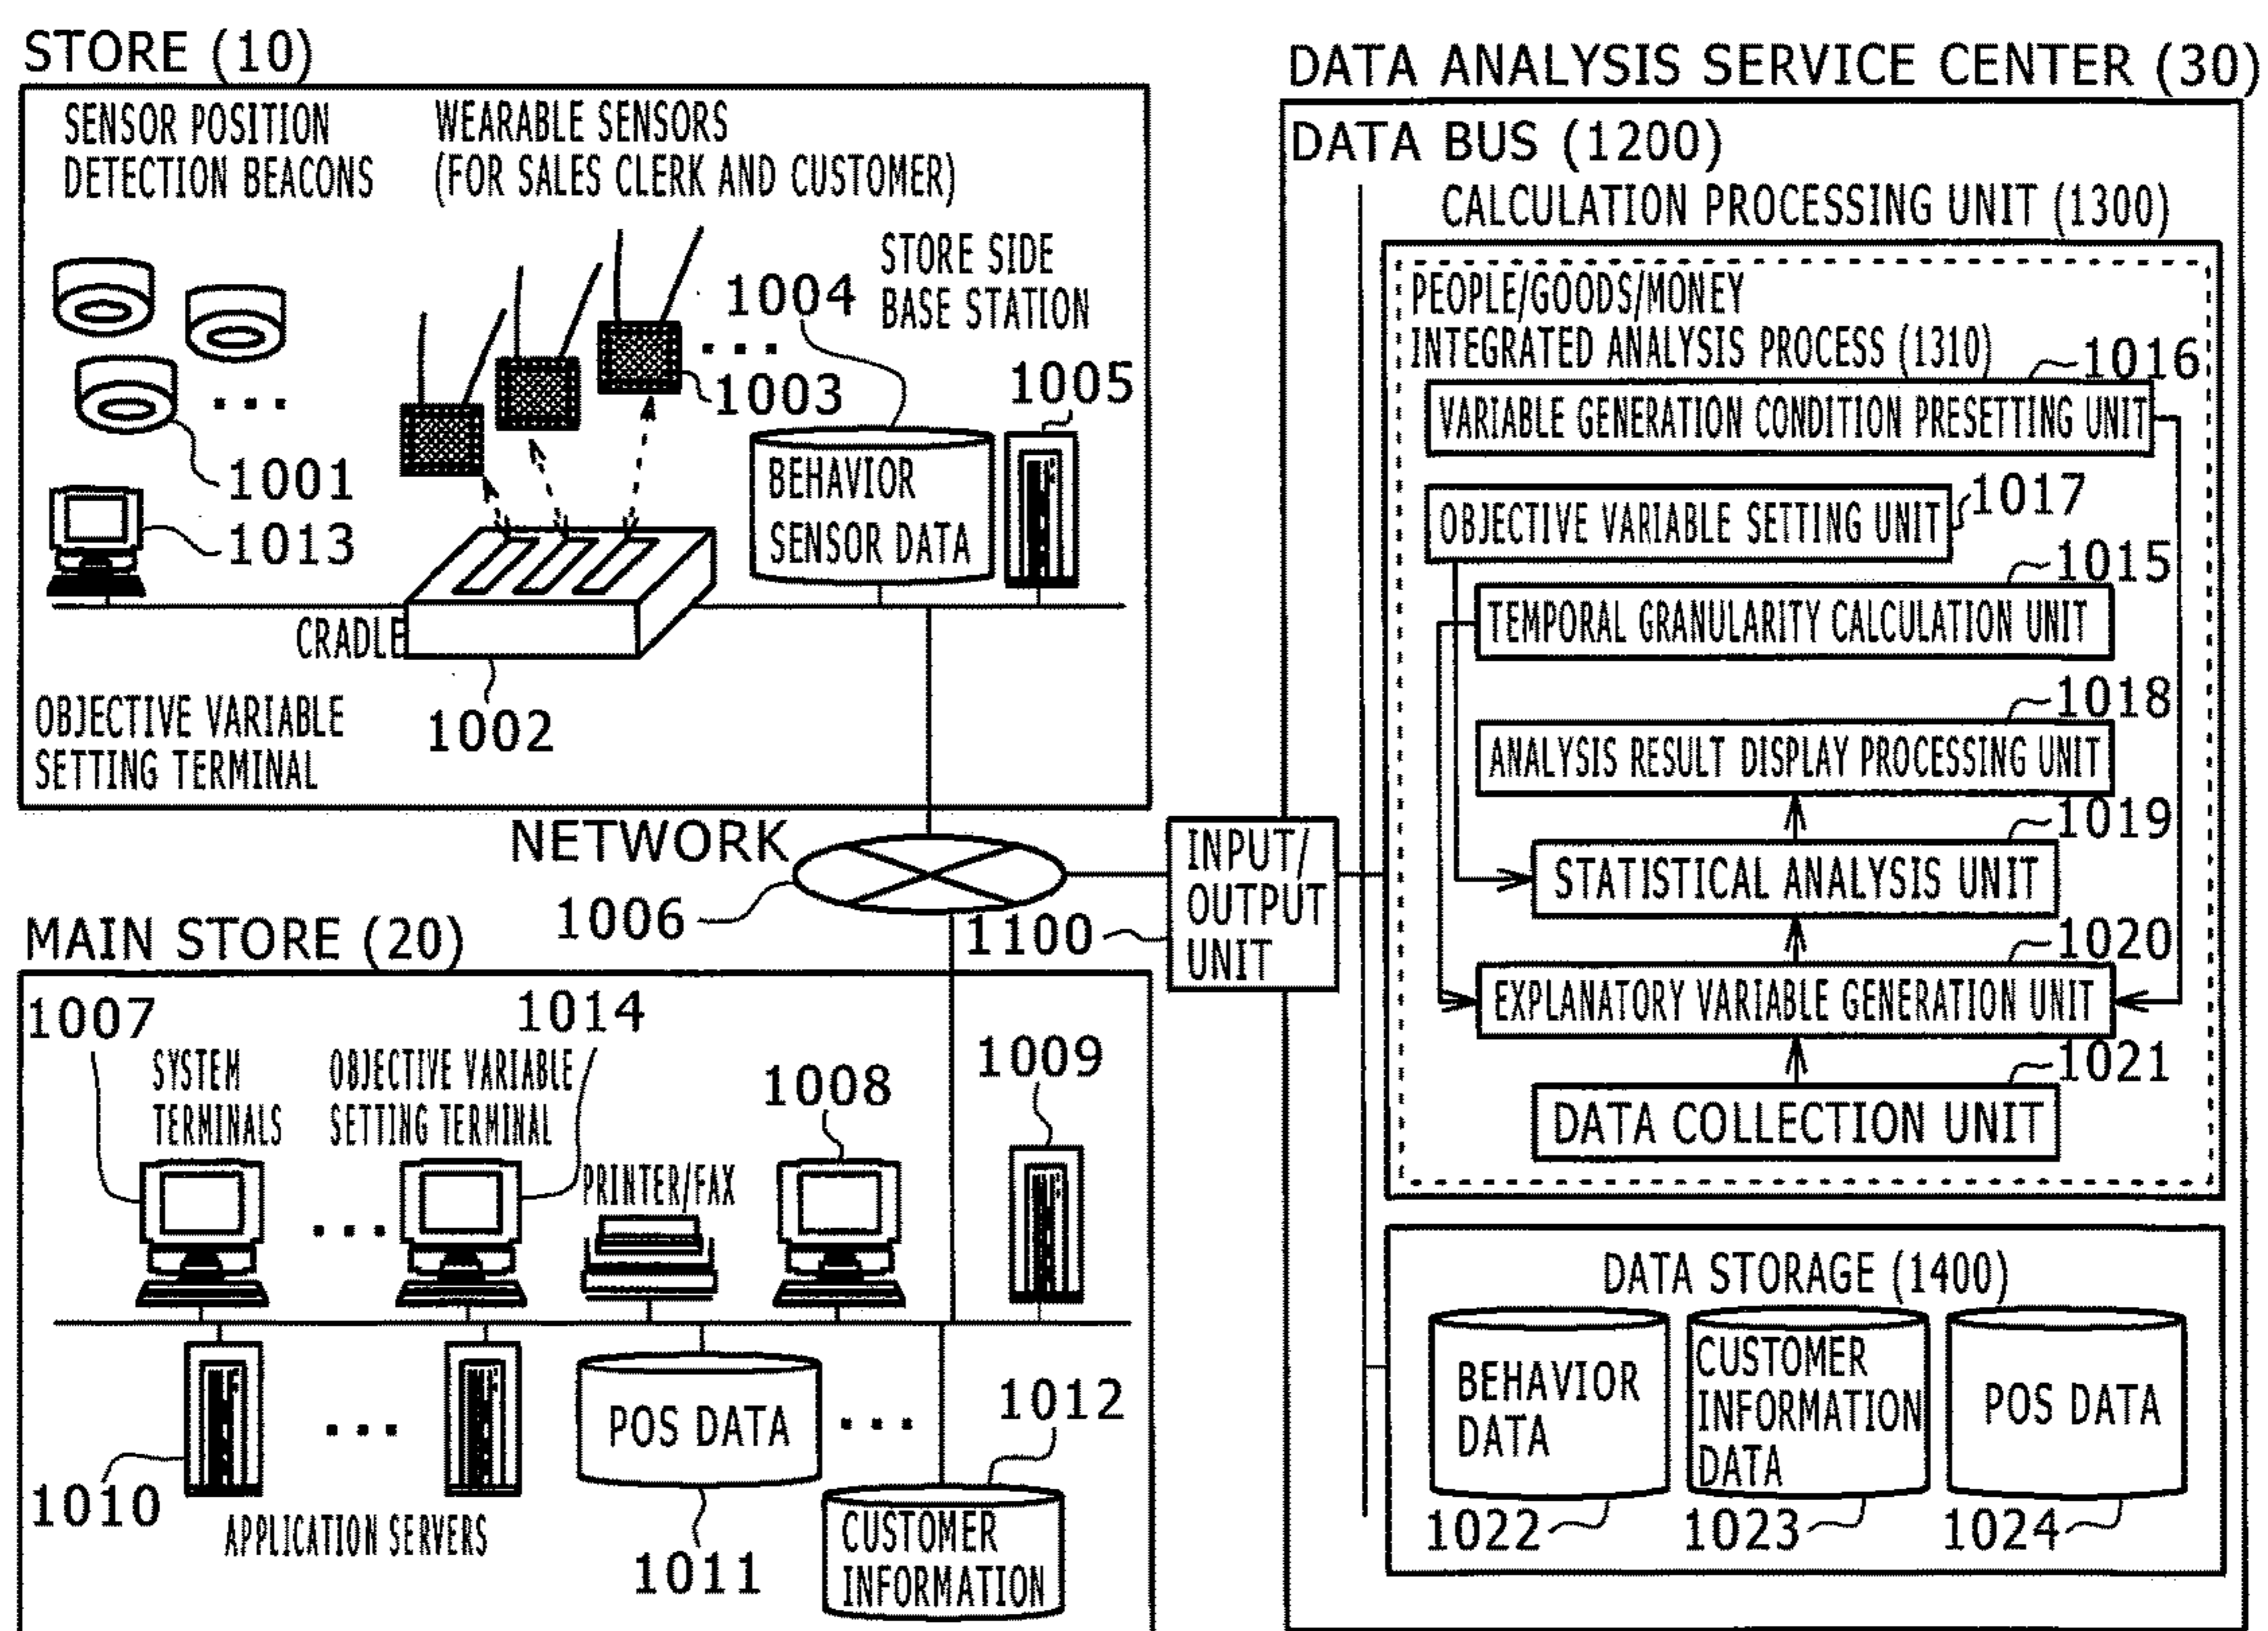 STORE (10)
SENSOR POSITION
DETECTION BEACONS
WEARABLE SENSORS
(FOR SALES CLERK AND CUSTOMER)
STORE SIDE
BASE STATION
1004
1003
1005
1001
1013
BEHAVIOR
SENSOR DATA
CRADLE
1002
OBJECTIVE VARIABLE
SETTING TERMINAL
NETWORK
1006
1100
INPUT/
OUTPUT
UNIT
MAIN STORE (20)
1007
1014
SYSTEM
TERMINALS
OBJECTIVE VARIABLE
SETTING TERMINAL
1008
1009
PRINTER/FAX
1010
APPLICATION SERVERS
POS DATA
1011
1012
CUSTOMER
INFORMATION
DATA ANALYSIS SERVICE CENTER (30)
DATA BUS (1200)
CALCULATION PROCESSING UNIT (1300)
PEOPLE/GOODS/MONEY
INTEGRATED ANALYSIS PROCESS (1310)
1016
VARIABLE GENERATION CONDITION PRESETTING UNIT
1017
OBJECTIVE VARIABLE SETTING UNIT
1015
TEMPORAL GRANULARITY CALCULATION UNIT
1018
ANALYSIS RESULT DISPLAY PROCESSING UNIT
1019
STATISTICAL ANALYSIS UNIT
1020
EXPLANATORY VARIABLE GENERATION UNIT
1021
DATA COLLECTION UNIT
DATA STORAGE (1400)
BEHAVIOR
DATA
CUSTOMER
INFORMATION
DATA
POS DATA
1022
1023
1024